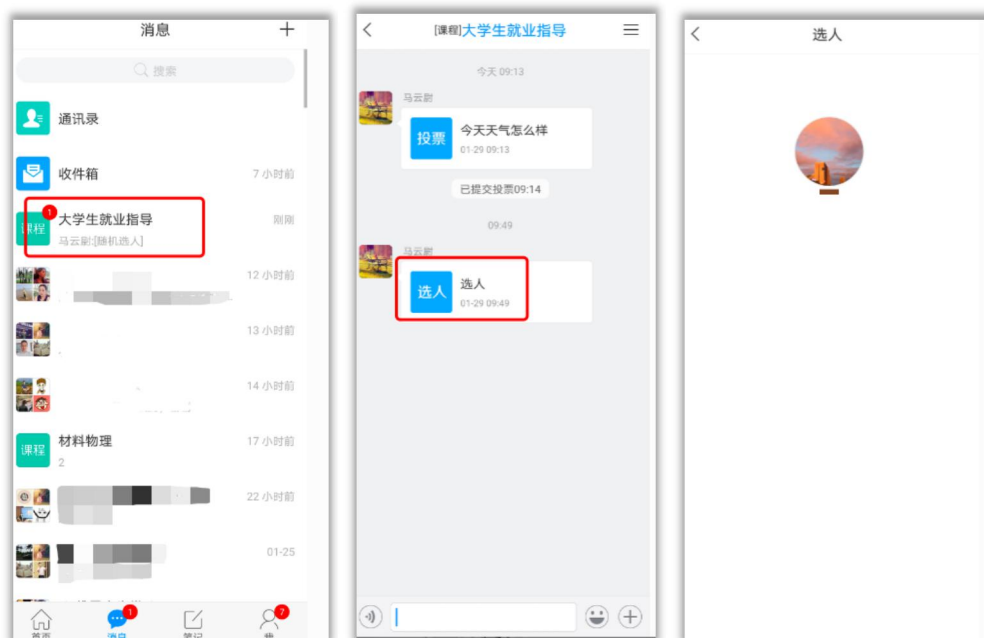 消息
搜索
通讯录
收件箱
7 小时前
课程
1
大学生就业指导
刚刚
马云尉:[随机选人]
12 小时前
13 小时前
14 小时前
课程
材料物理
17 小时前
2
22 小时前
01-25
1
7
首页
消息
笔记
我
[课程]大学生就业指导
今天 09:13
马云尉
投票
今天天气怎么样
01-29 09:13
已提交投票09:14
09:49
马云尉
选人
选人
01-29 09:49
选人